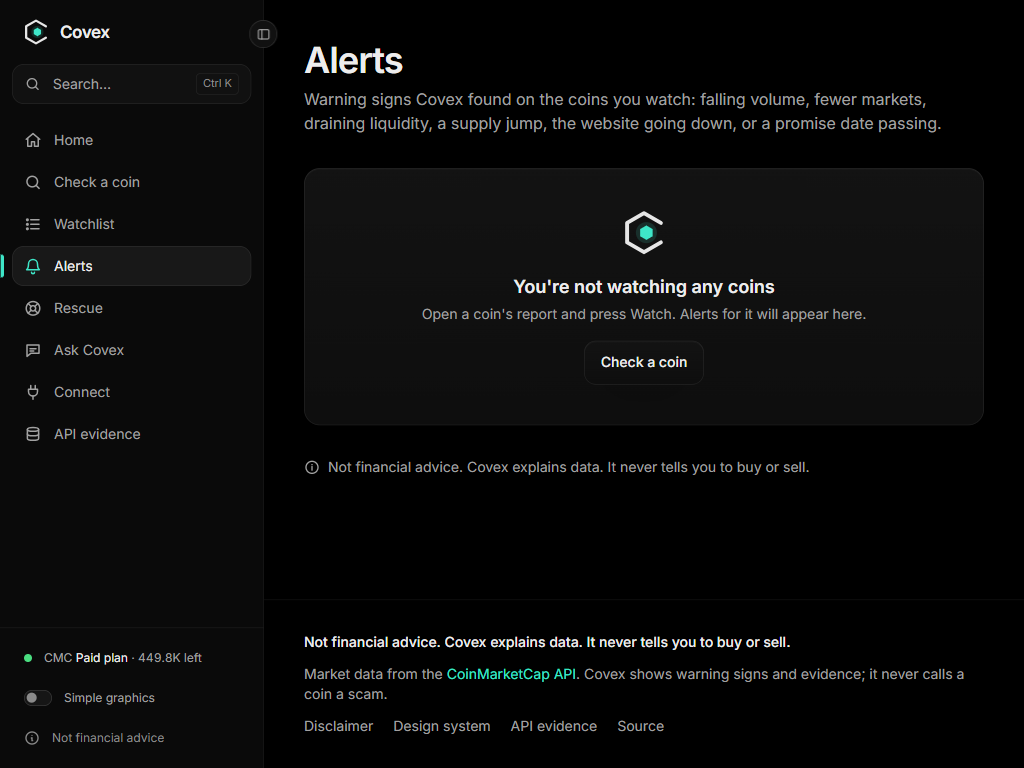 Covex
Search...
Ctrl K
Home
Check a coin
Watchlist
Alerts
Rescue
Ask Covex
Connect
API evidence
CMC Paid plan · 449.8K left
Simple graphics
Not financial advice
Alerts
Warning signs Covex found on the coins you watch: falling volume, fewer markets,
draining liquidity, a supply jump, the website going down, or a promise date passing.
You're not watching any coins
Open a coin's report and press Watch. Alerts for it will appear here.
Check a coin
Not financial advice. Covex explains data. It never tells you to buy or sell.
Not financial advice. Covex explains data. It never tells you to buy or sell.
Market data from the CoinMarketCap API. Covex shows warning signs and evidence; it never calls a
coin a scam.
Disclaimer
Design system
API evidence
Source